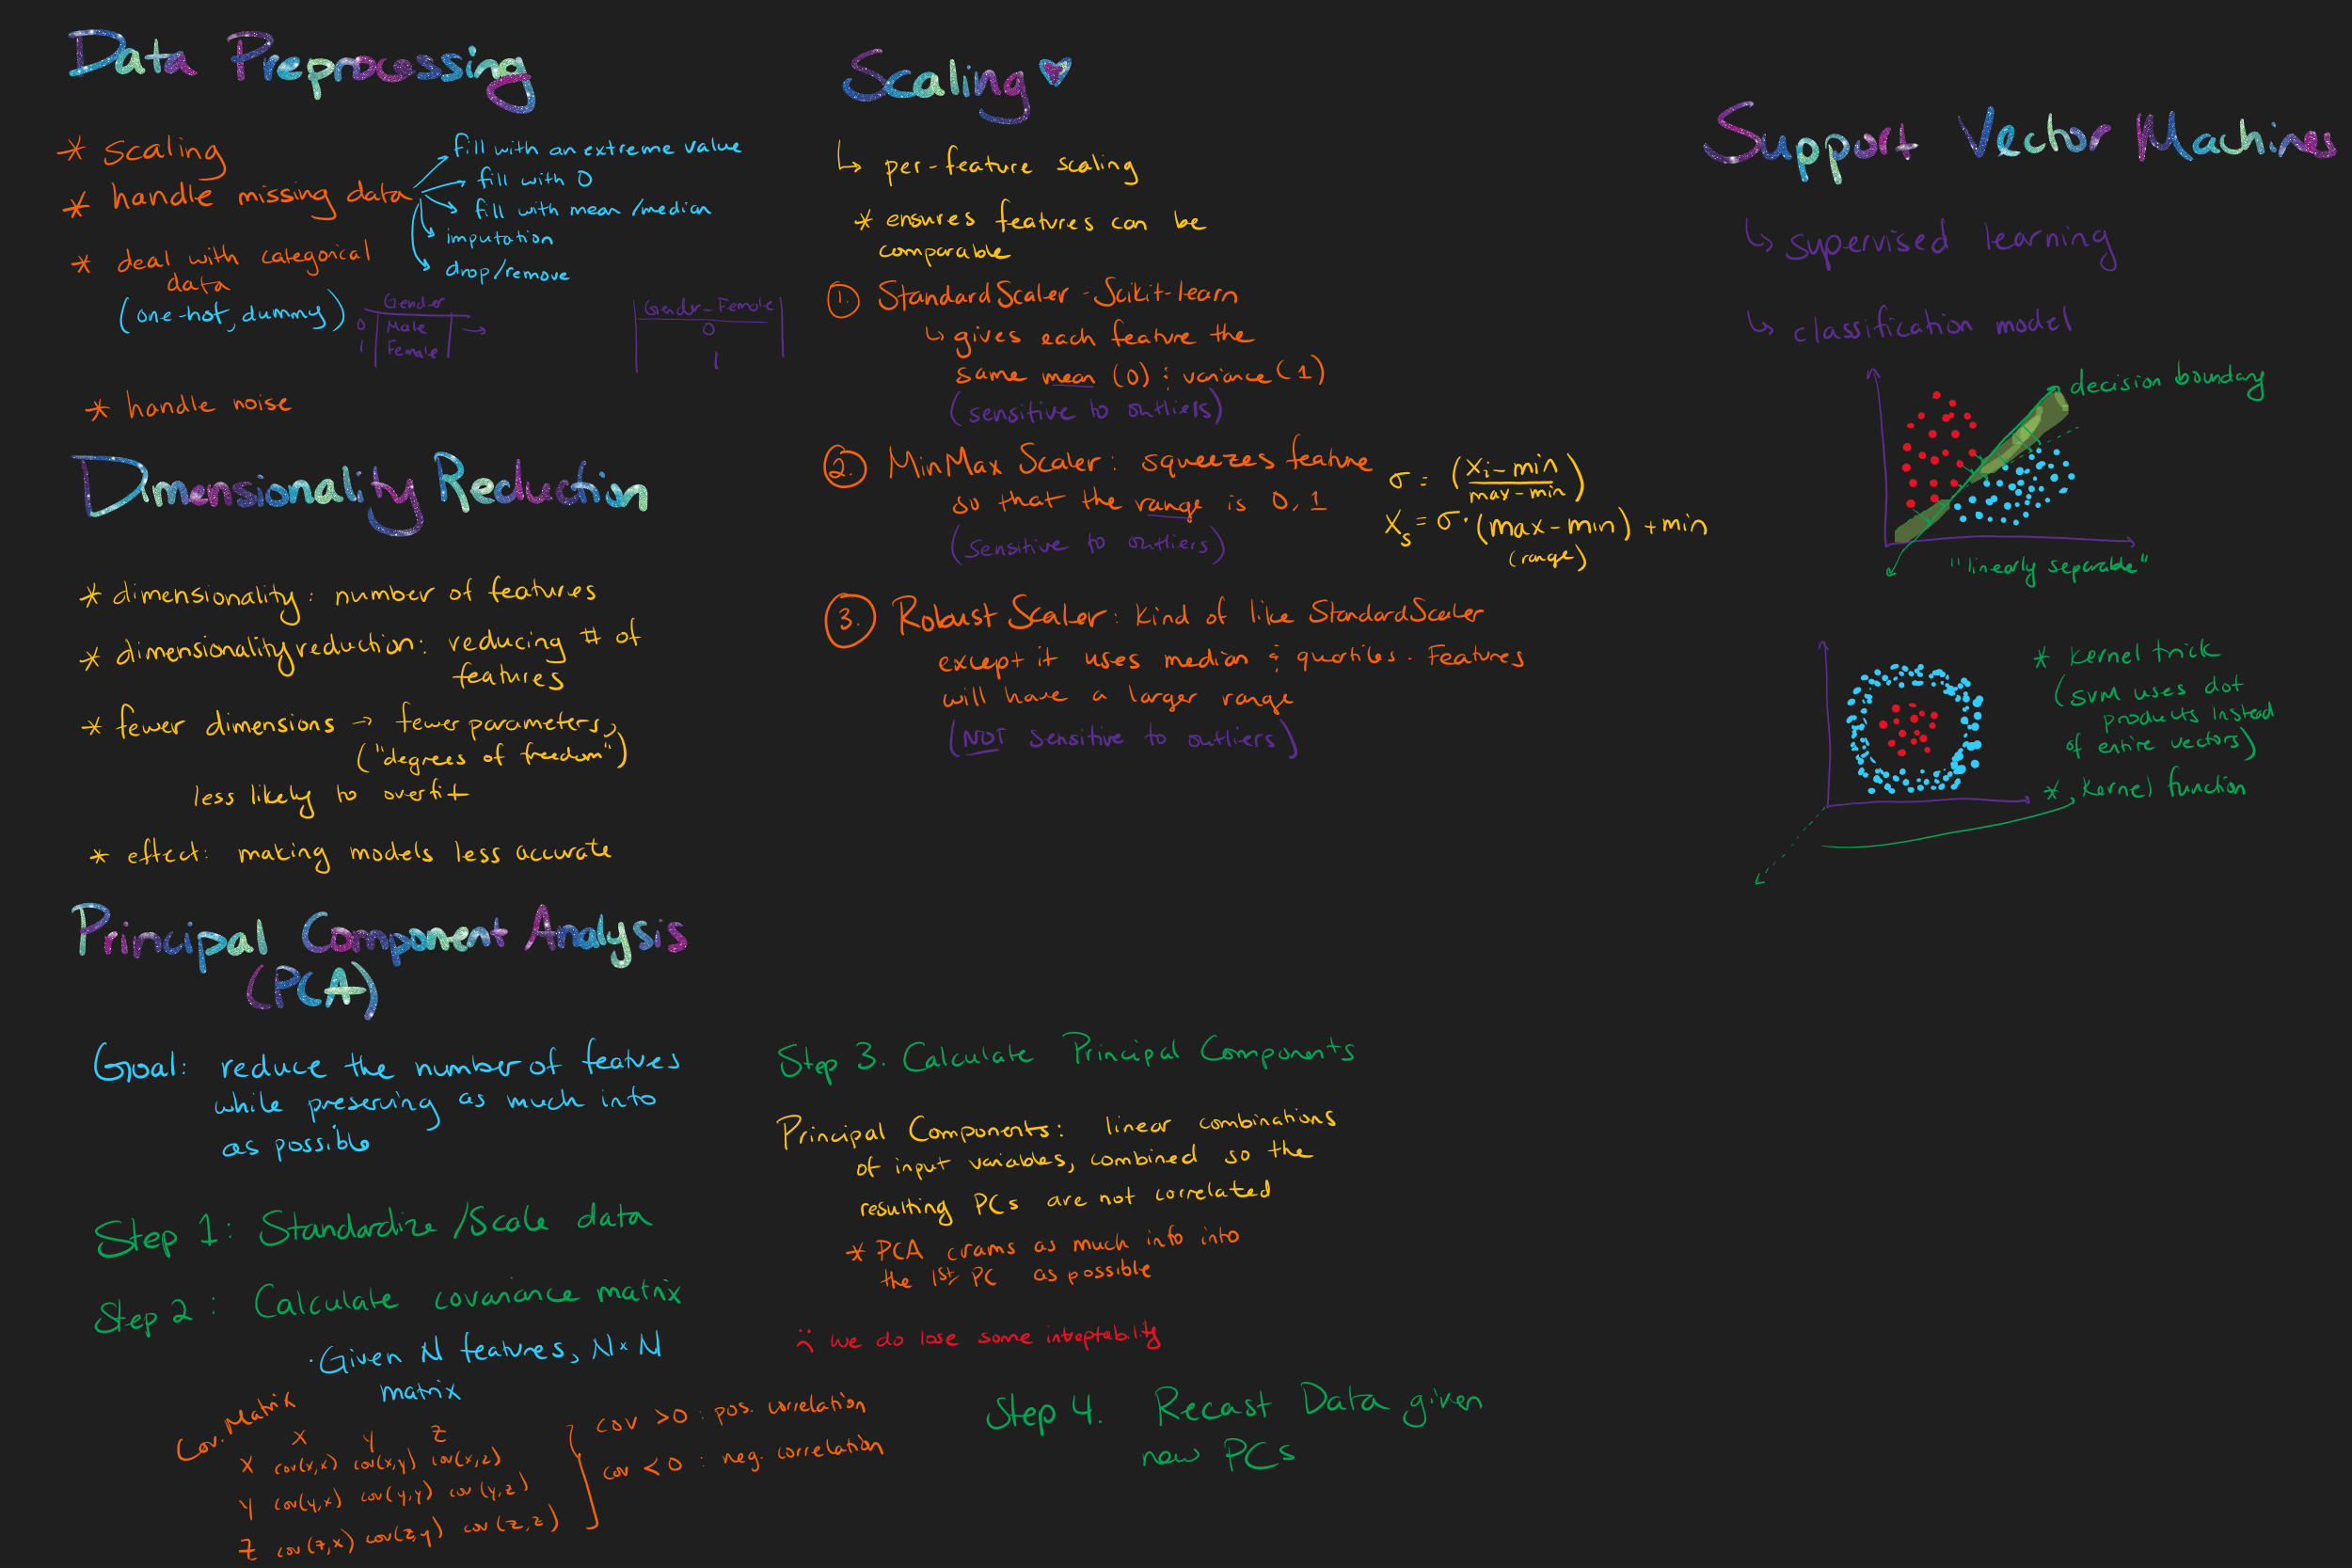 Data Preprocessing
* scaling
* handle missing data
fill with an extreme value
fill with 0
fill with mean/median
imputation
drop/remove
* deal with categorical
data
(one-hot, dummy)
Gender
0 Male
1 Female
Gender-Female
0
1
* handle noise
Dimensionality Reduction
* dimensionality: number of features
* dimensionality reduction: reducing # of
features
* fewer dimensions → fewer parameters,
("degrees of freedom")
less likely to overfit
* effect: making models less accurate
Principal Component Analysis
(PCA)
Goal: reduce the number of featues
while preserving as much into
as possible
Step 1: Standardize/Scale data
Step 2: Calculate covariance matrix
· Given N features, N×N
matrix
Cov. Matrix
X Y Z
X cov(x,x) cov(x,y) cov(x,z)
Y cov(y,x) cov(y,y) cov(y,z)
Z cov(z,x) cov(z,y) cov(z,z)
cov >0 : pos. correlation
cov <0 : neg. correlation
Scaling
↳ per-feature scaling
* ensures features can be
comparable
1. StandardScaler - Scikit-learn
↳ gives each feature the
same mean (0) & variance (1)
(sensitive to outliers)
2. MinMax Scaler: squeezes feature
so that the range is 0, 1
(sensitive to outliers)
σ = (xi - min / max - min)
Xs = σ · (max - min) + min
(range)
3. Robust Scaler: kind of like StandardScaler
except it uses median & quartiles. Features
will have a larger range
(NOT sensitive to outliers)
Step 3. Calculate Principal Components
Principal Components: linear combinations
of input variables, combined so the
resulting PCs are not correlated
* PCA crams as much info into
the 1st PC as possible
:( we do lose some inteptability
Step 4. Recast Data given
new PCs
Support Vector Machines
↳ supervised learning
↳ classification model
decision boundary
"linearly separable"
* kernel trick
(SVM uses dot
products instead
of entire vectors)
* kernel function